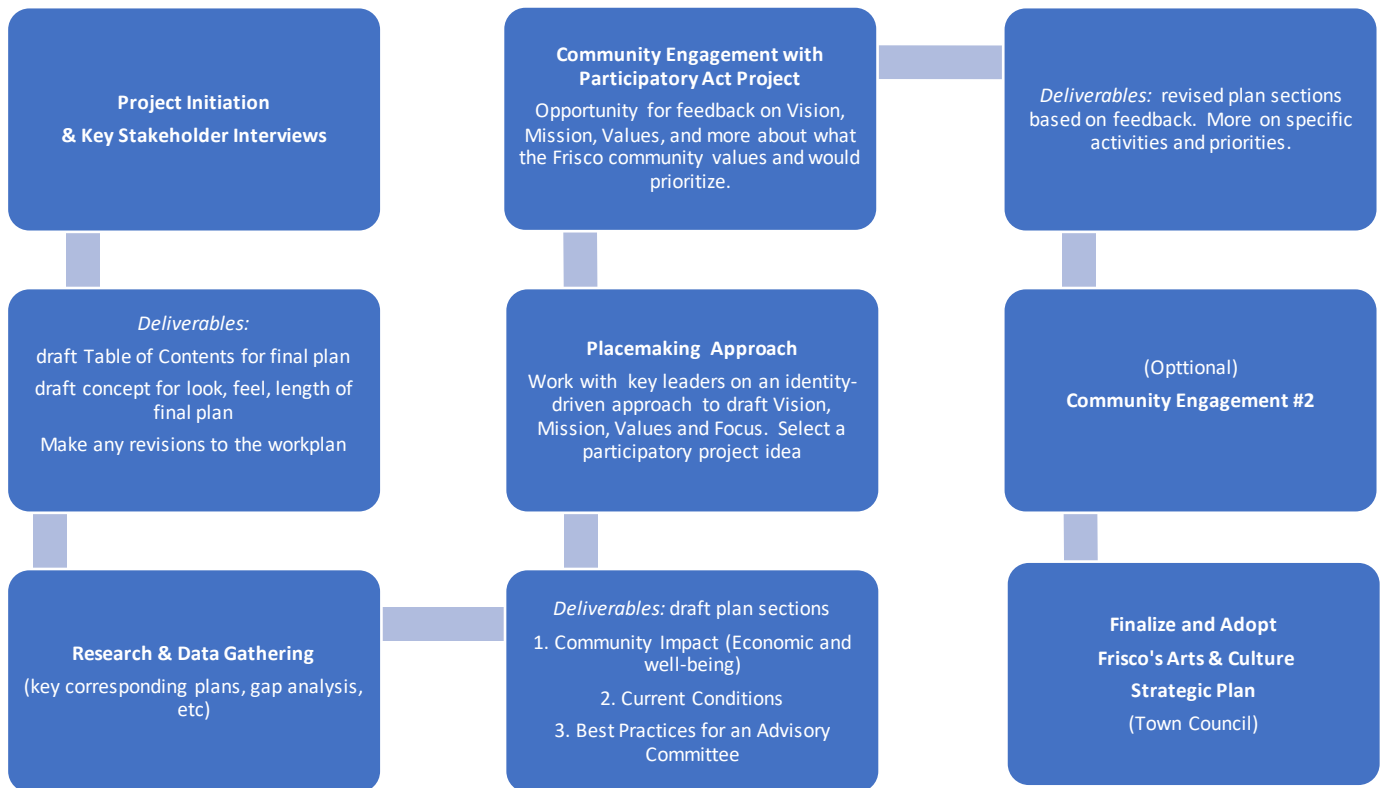 Project Initiation
& Key Stakeholder Interviews
Deliverables:
draft Table of Contents for final plan
draft concept for look, feel, length of
final plan
Make any revisions to the workplan
Research & Data Gathering
(key corresponding plans, gap analysis,
etc)
Deliverables: draft plan sections
1. Community Impact (Economic and
well-being)
2. Current Conditions
3. Best Practices for an Advisory
Committee
Placemaking Approach
Work with key leaders on an identity-
driven approach to draft Vision,
Mission, Values and Focus. Select a
participatory project idea
Community Engagement with
Participatory Act Project
Opportunity for feedback on Vision,
Mission, Values, and more about what
the Frisco community values and would
prioritize.
Deliverables: revised plan sections
based on feedback. More on specific
activities and priorities.
(Opttional)
Community Engagement #2
Finalize and Adopt
Frisco's Arts & Culture
Strategic Plan
(Town Council)